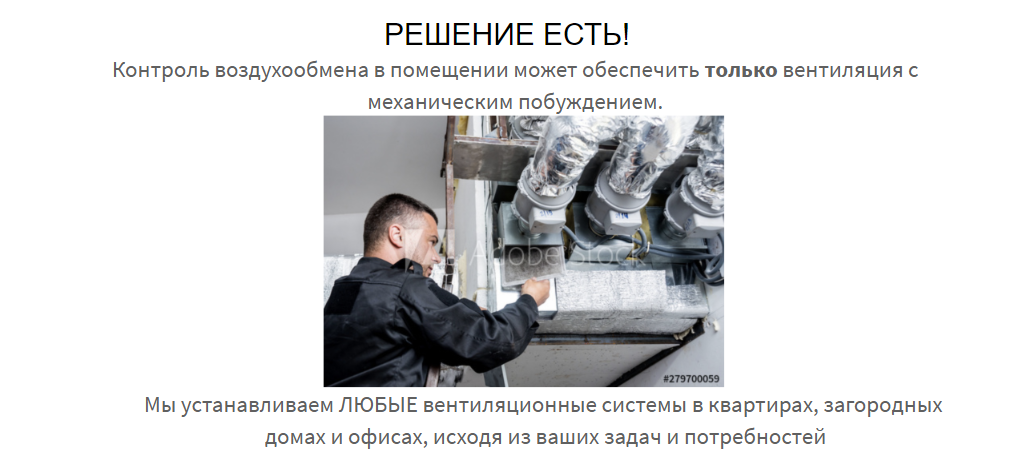 РЕШЕНИЕ ЕСТЬ!
Контроль воздухообмена в помещении может обеспечить только вентиляция с
механическим побуждением.
Adobe Stock
#279700059
Мы устанавливаем ЛЮБЫЕ вентиляционные системы в квартирах, загородных
домах и офисах, исходя из ваших задач и потребностей